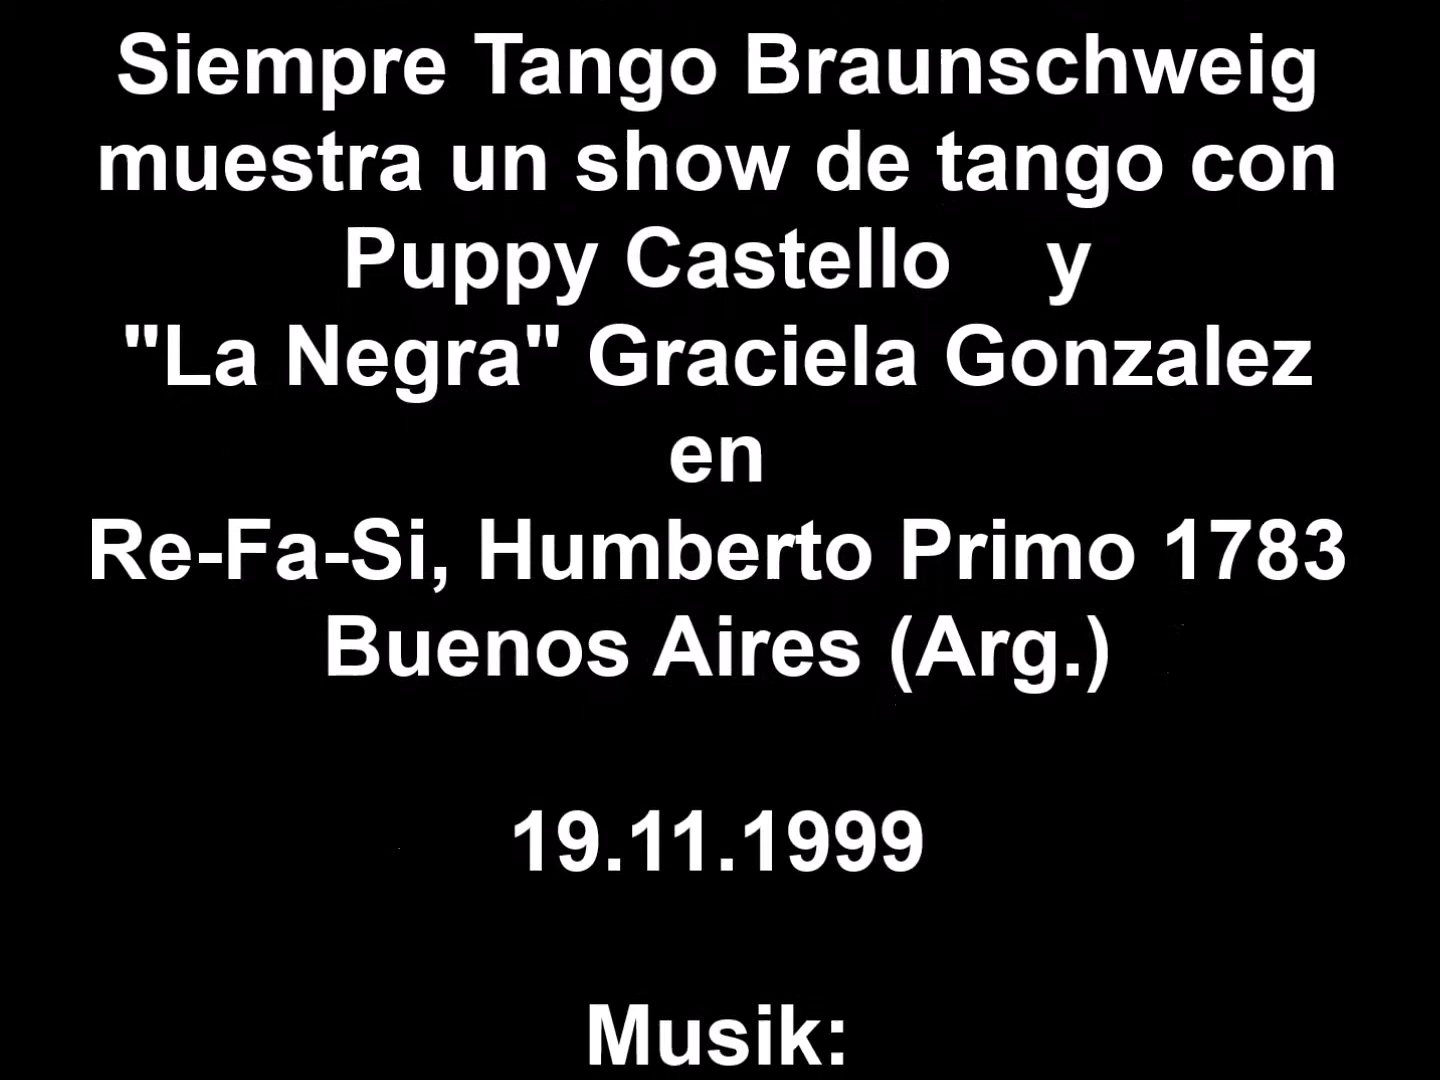 Siempre Tango Braunschweig
muestra un show de tango con
Puppy Castello    y
"La Negra" Graciela Gonzalez
en
Re-Fa-Si, Humberto Primo 1783
Buenos Aires (Arg.)
19.11.1999
Musik: